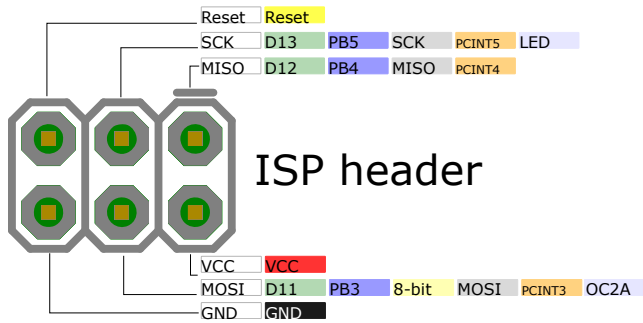 Reset Reset
SCK D13 PB5 SCK PCINT5 LED
MISO D12 PB4 MISO PCINT4
ISP header
VCC VCC
MOSI D11 PB3 8-bit MOSI PCINT3 OC2A
GND GND